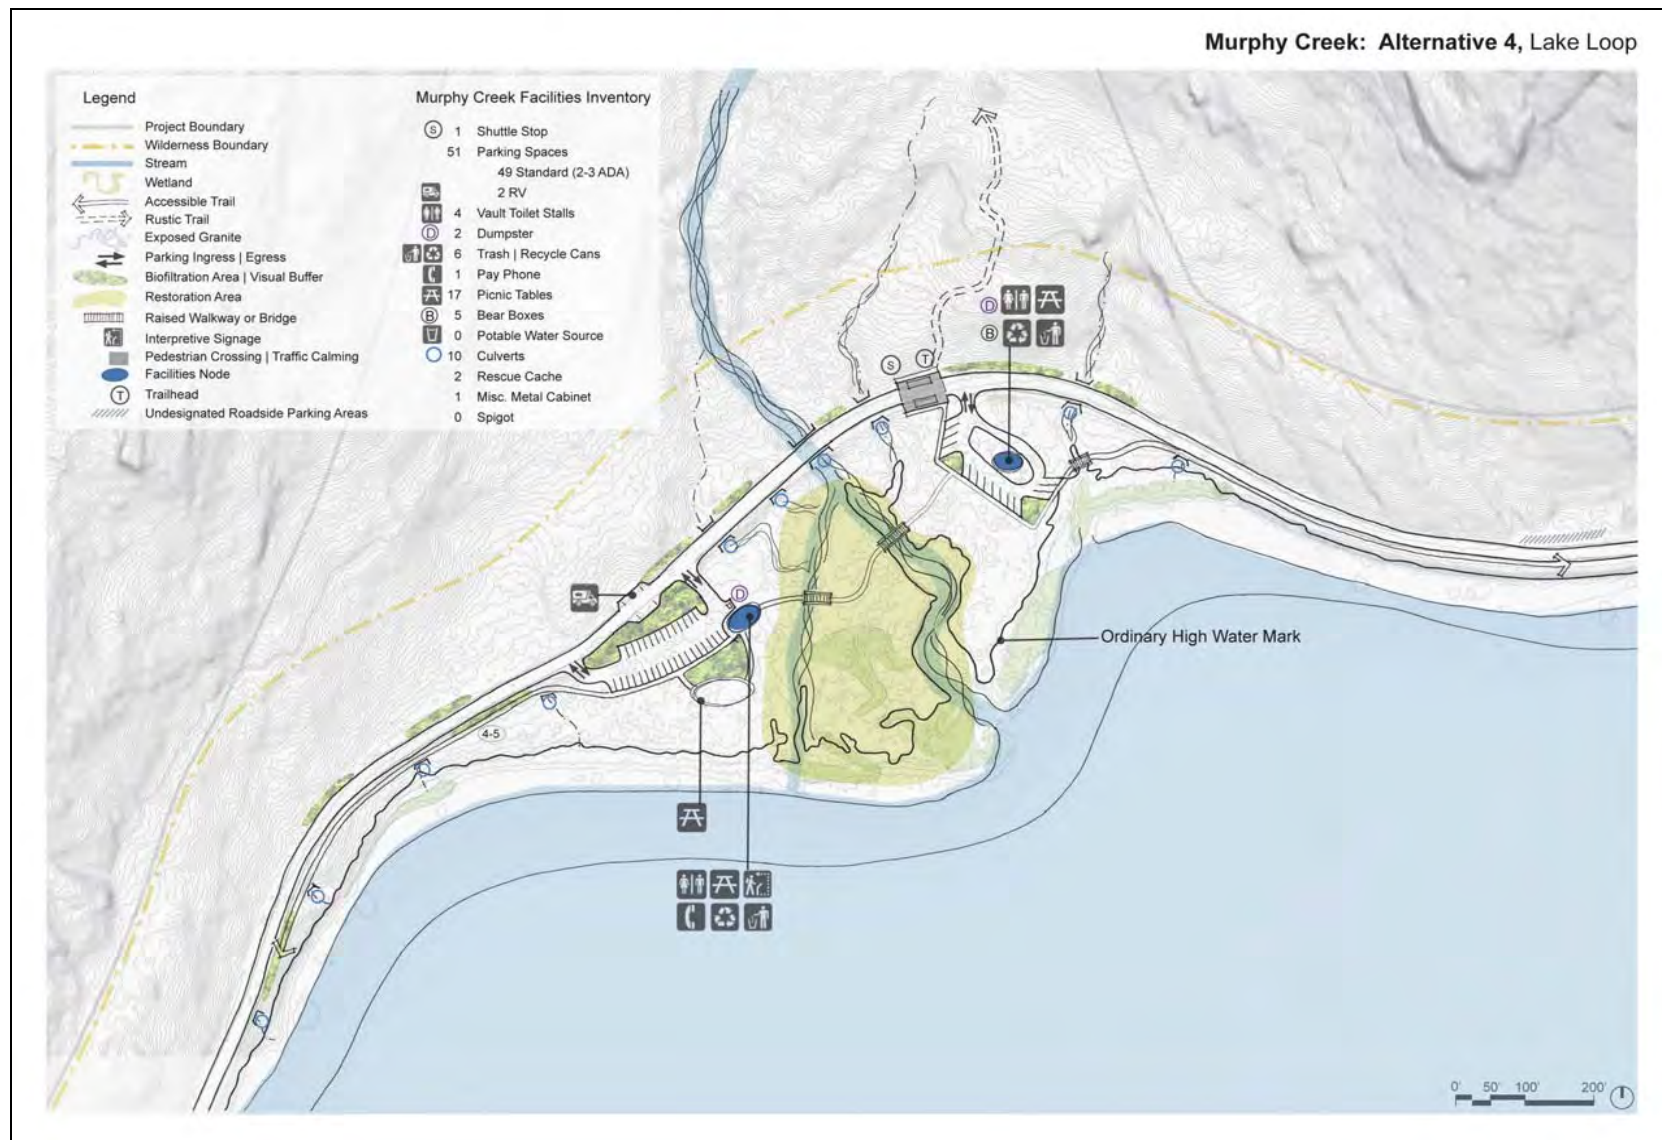 Murphy Creek: Alternative 4, Lake Loop
Legend
Project Boundary
Wilderness Boundary
Stream
Wetland
Accessible Trail
Rustic Trail
Exposed Granite
Parking Ingress | Egress
Biofiltration Area | Visual Buffer
Restoration Area
Raised Walkway or Bridge
Interpretive Signage
Pedestrian Crossing | Traffic Calming
Facilities Node
T Trailhead
Undesignated Roadside Parking Areas
Murphy Creek Facilities Inventory
S 1 Shuttle Stop
51 Parking Spaces
49 Standard (2-3 ADA)
2 RV
4 Vault Toilet Stalls
D 2 Dumpster
6 Trash | Recycle Cans
1 Pay Phone
17 Picnic Tables
B 5 Bear Boxes
0 Potable Water Source
10 Culverts
2 Rescue Cache
1 Misc. Metal Cabinet
0 Spigot
D
B
S T
D
Ordinary High Water Mark
4-5
0' 50' 100' 200'